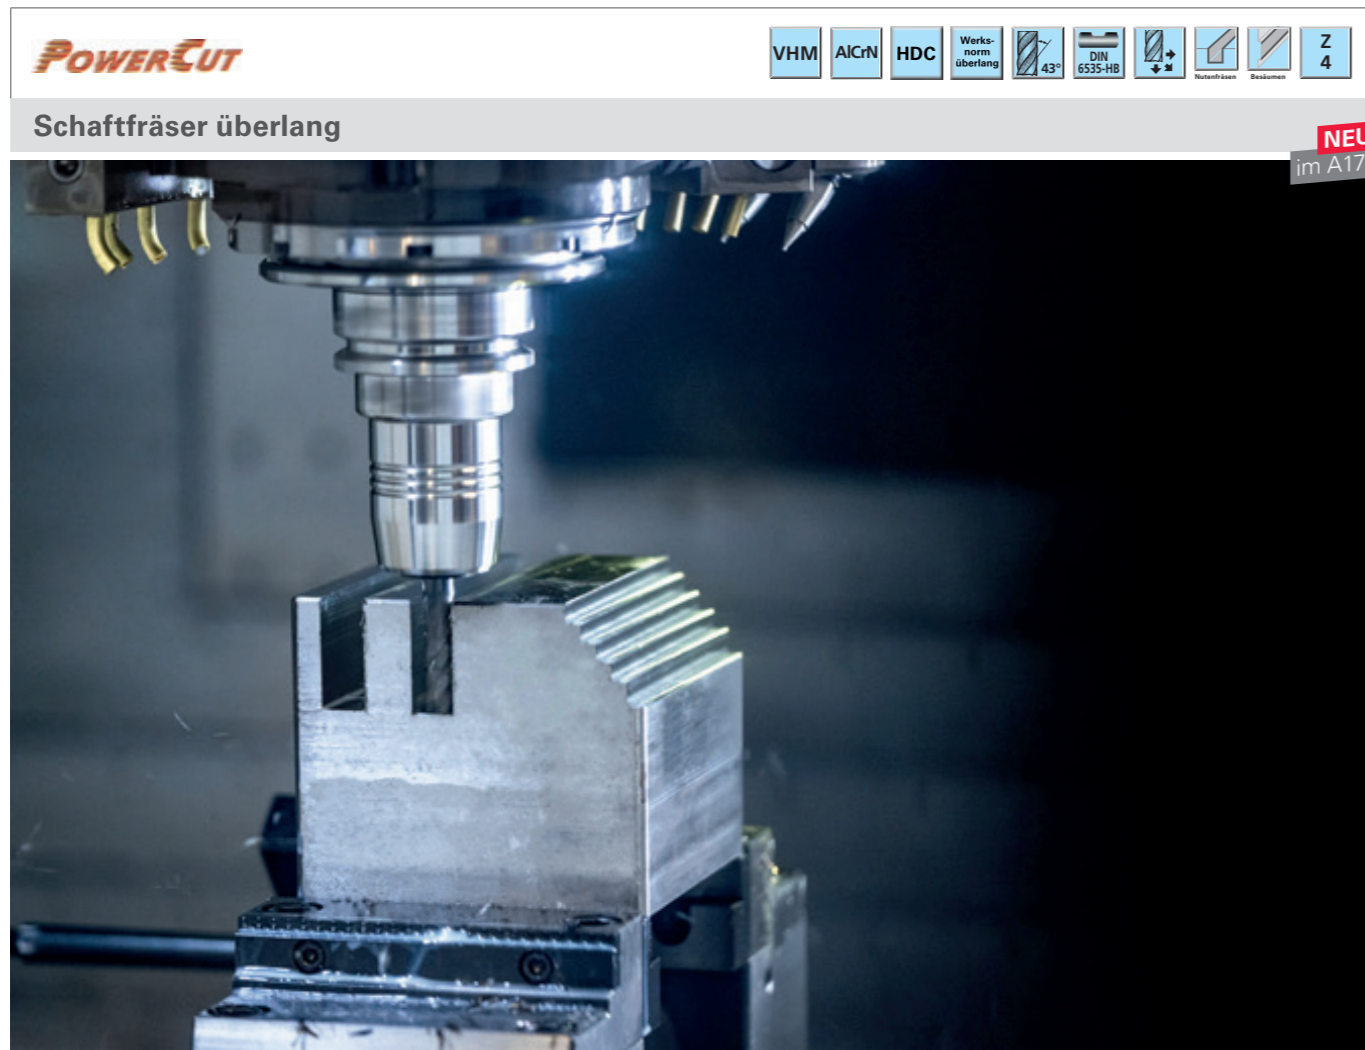 POWERCUT
VHM
AlCrN
HDC
Werks-
norm
überlang
43°
DIN
6535-HB
Nutenfräsen
Besäumen
Z
4
Schaftfräser überlang
NEU
im A17